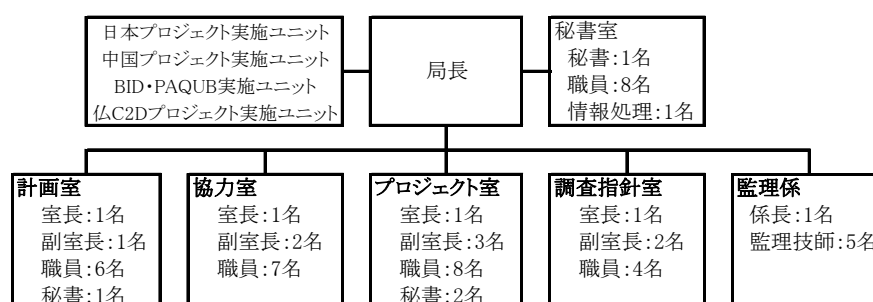 日本プロジェクト実施ユニット
中国プロジェクト実施ユニット
BID・PAQUB実施ユニット
仏C2Dプロジェクト実施ユニット
局長
秘書室
秘書:1名
職員:8名
情報処理:1名
計画室
室長:1名
副室長:1名
職員:6名
秘書:1名
協力室
室長:1名
副室長:2名
職員:7名
プロジェクト室
室長:1名
副室長:3名
職員:8名
秘書:2名
調査指針室
室長:1名
副室長:2名
職員:4名
監理係
係長:1名
監理技師:5名